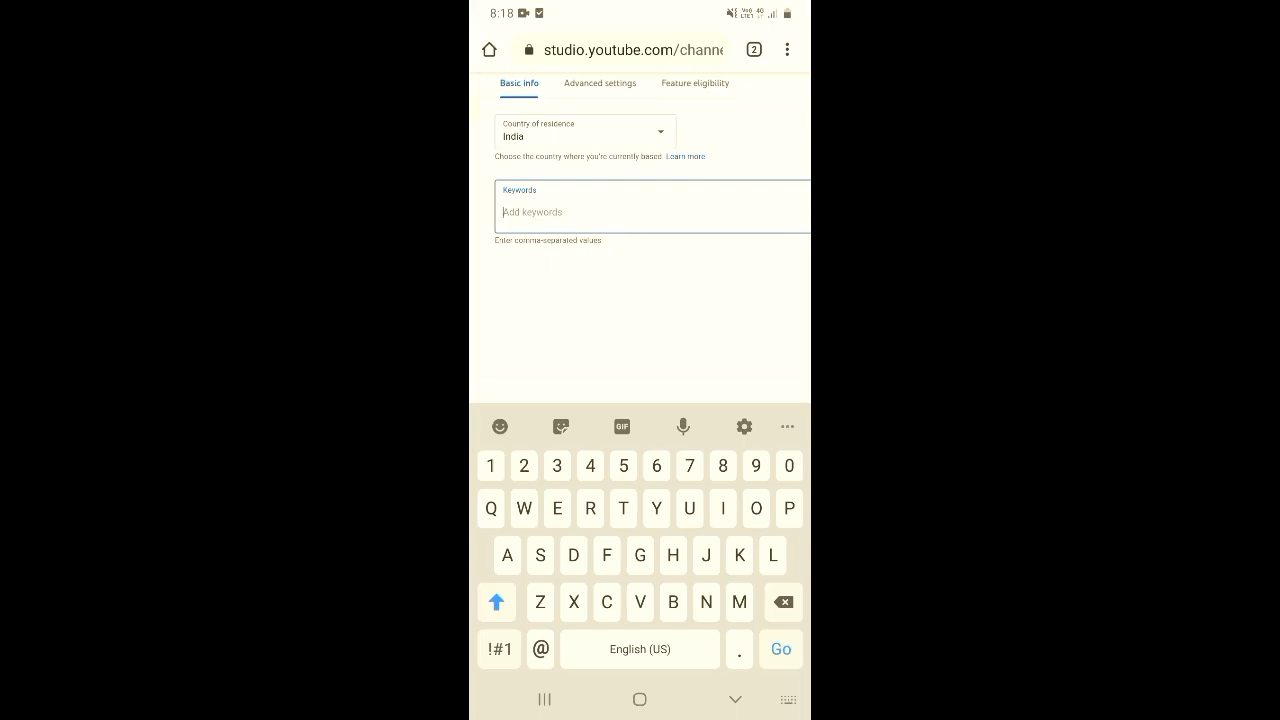 8:18
studio.youtube.com/channe
2
Basic info Advanced settings Feature eligibility
Country of residence
India
Choose the country where you're currently based Learn more
Keywords
Add keywords
Enter comma-separated values
GIF
1 2 3 4 5 6 7 8 9 0
Q W E R T Y U I O P
A S D F G H J K L
Z X C V B N M
!#1 @ English (US) . Go